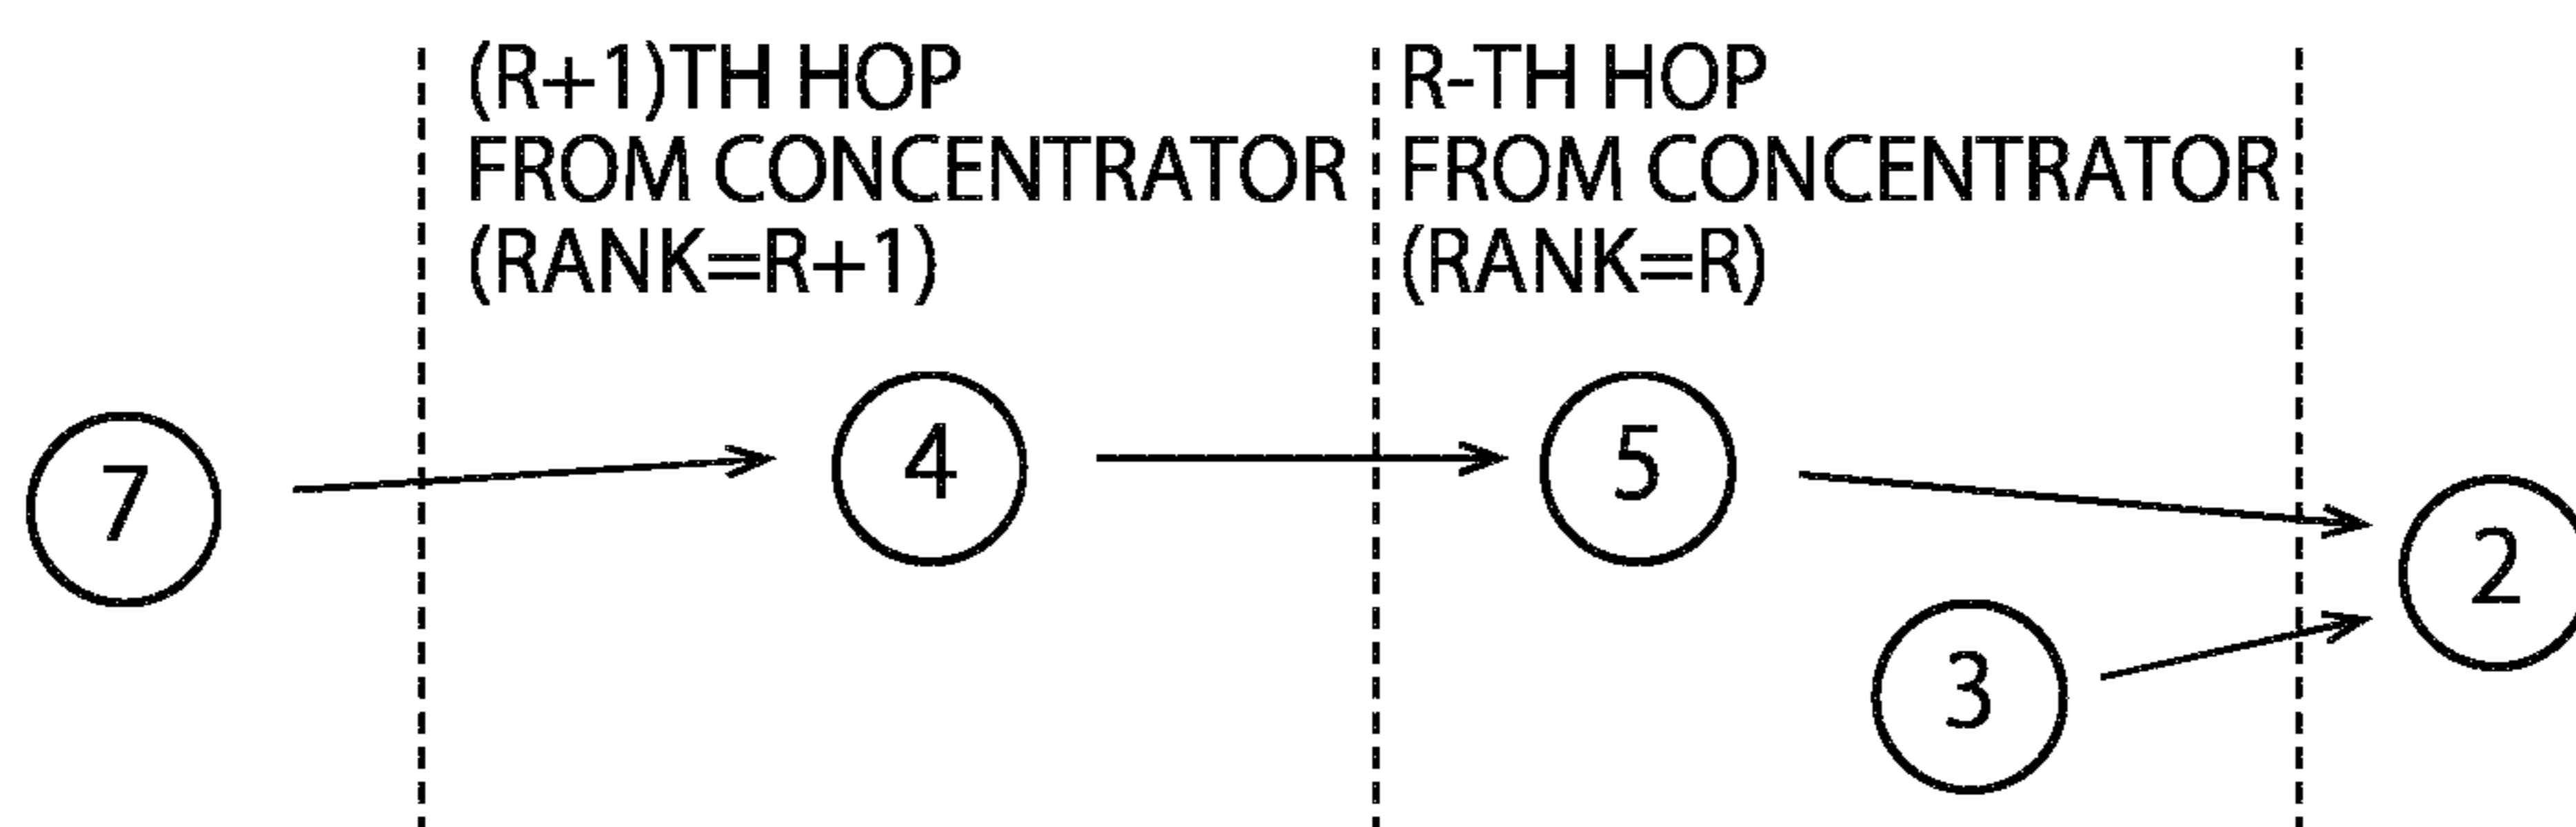 (R+1)TH HOP
FROM CONCENTRATOR
(RANK=R+1)
R-TH HOP
FROM CONCENTRATOR
(RANK=R)
7
4
5
2
3